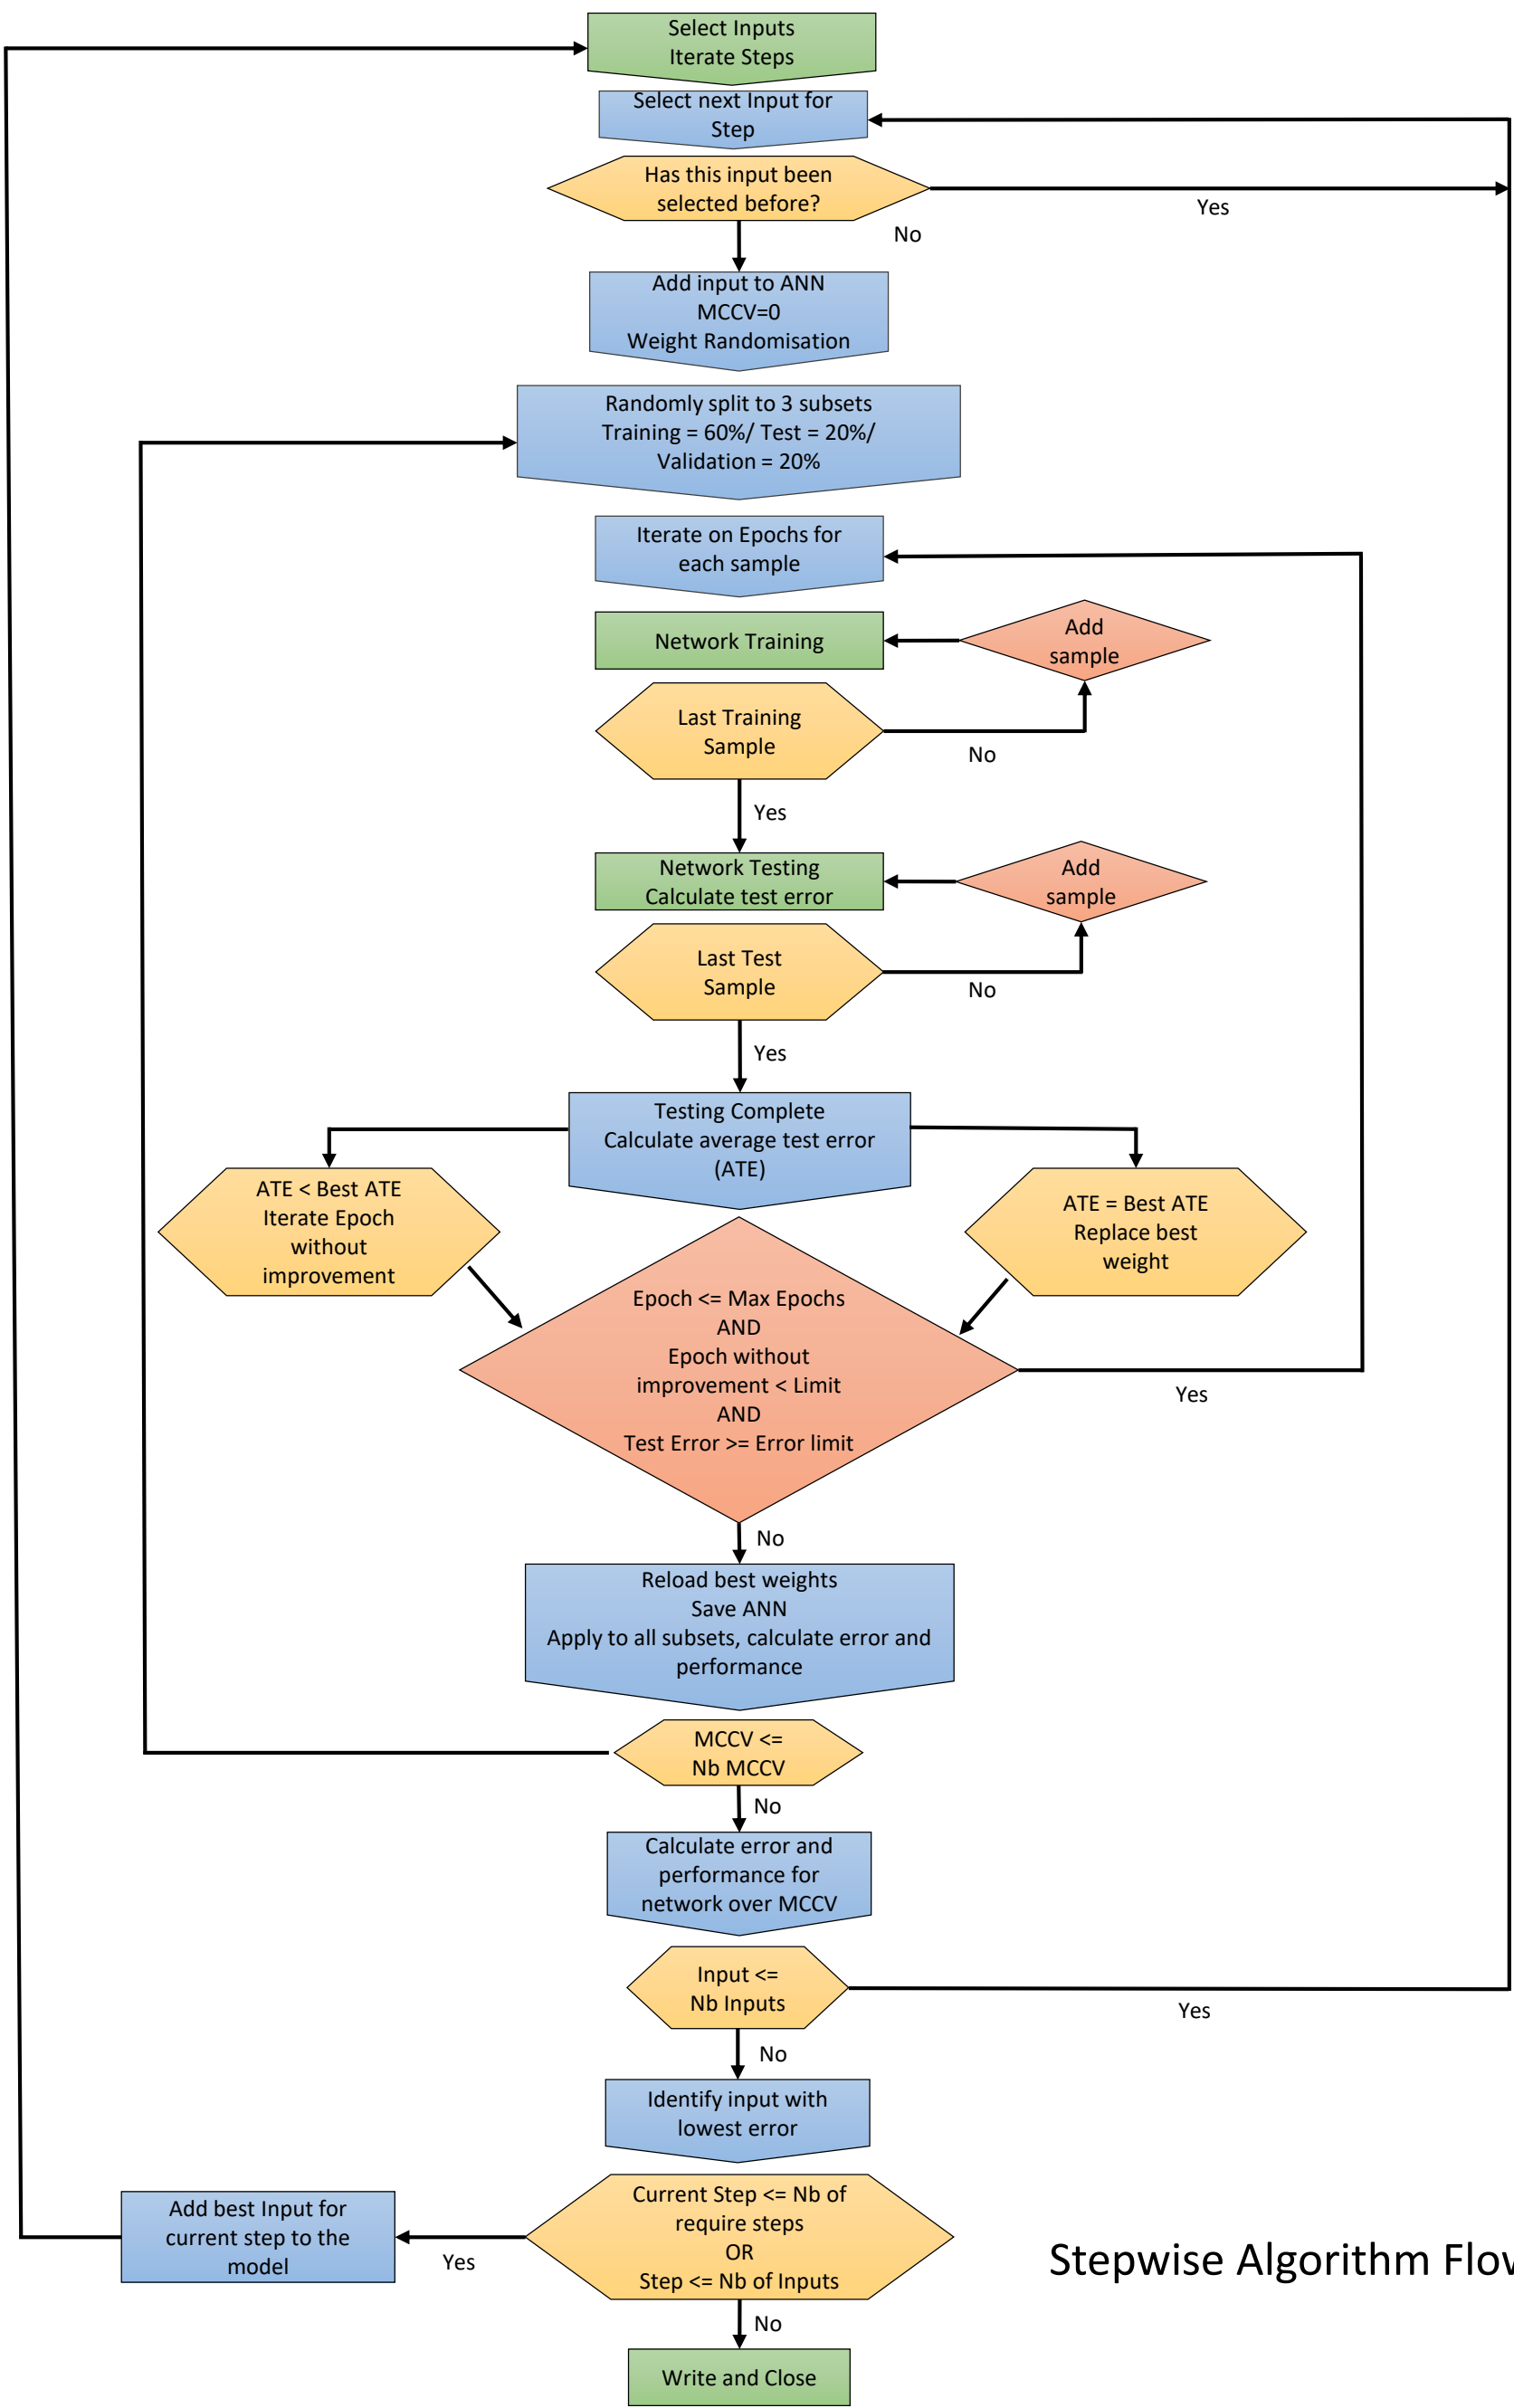 Select Inputs
Iterate Steps
Select next Input for
Step
Has this input been
selected before?
Yes
No
Add input to ANN
MCCV=0
Weight Randomisation
Randomly split to 3 subsets
Training = 60%/ Test = 20%/
Validation = 20%
Iterate on Epochs for
each sample
Network Training
Add
sample
Last Training
Sample
No
Yes
Network Testing
Calculate test error
Add
sample
Last Test
Sample
No
Yes
Testing Complete
Calculate average test error
(ATE)
ATE < Best ATE
Iterate Epoch
without
improvement
ATE = Best ATE
Replace best
weight
Epoch <= Max Epochs
AND
Epoch without
improvement < Limit
AND
Test Error >= Error limit
Yes
No
Reload best weights
Save ANN
Apply to all subsets, calculate error and
performance
MCCV <=
Nb MCCV
No
Calculate error and
performance for
network over MCCV
Input <=
Nb Inputs
Yes
No
Identify input with
lowest error
Current Step <= Nb of
require steps
OR
Step <= Nb of Inputs
Yes
Add best Input for
current step to the
model
No
Write and Close
Stepwise Algorithm Flow